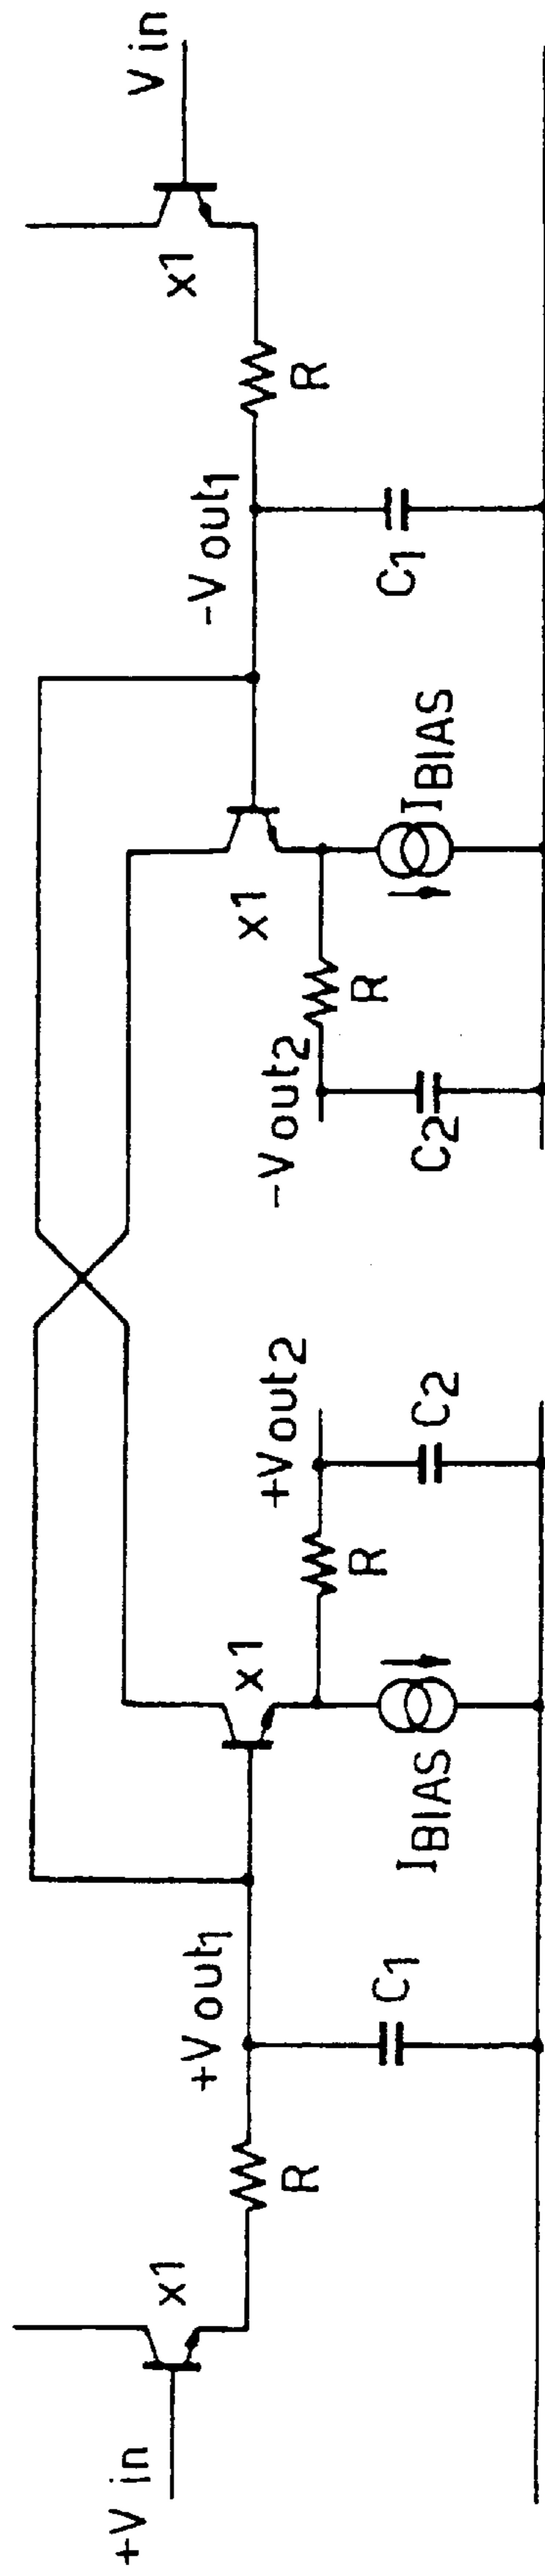 +Vin
x1
R
+Vout1
C1
x1
IBIAS
R
+Vout2
C2
-Vout2
C2
R
x1
IBIAS
-Vout1
C1
R
x1
Vin